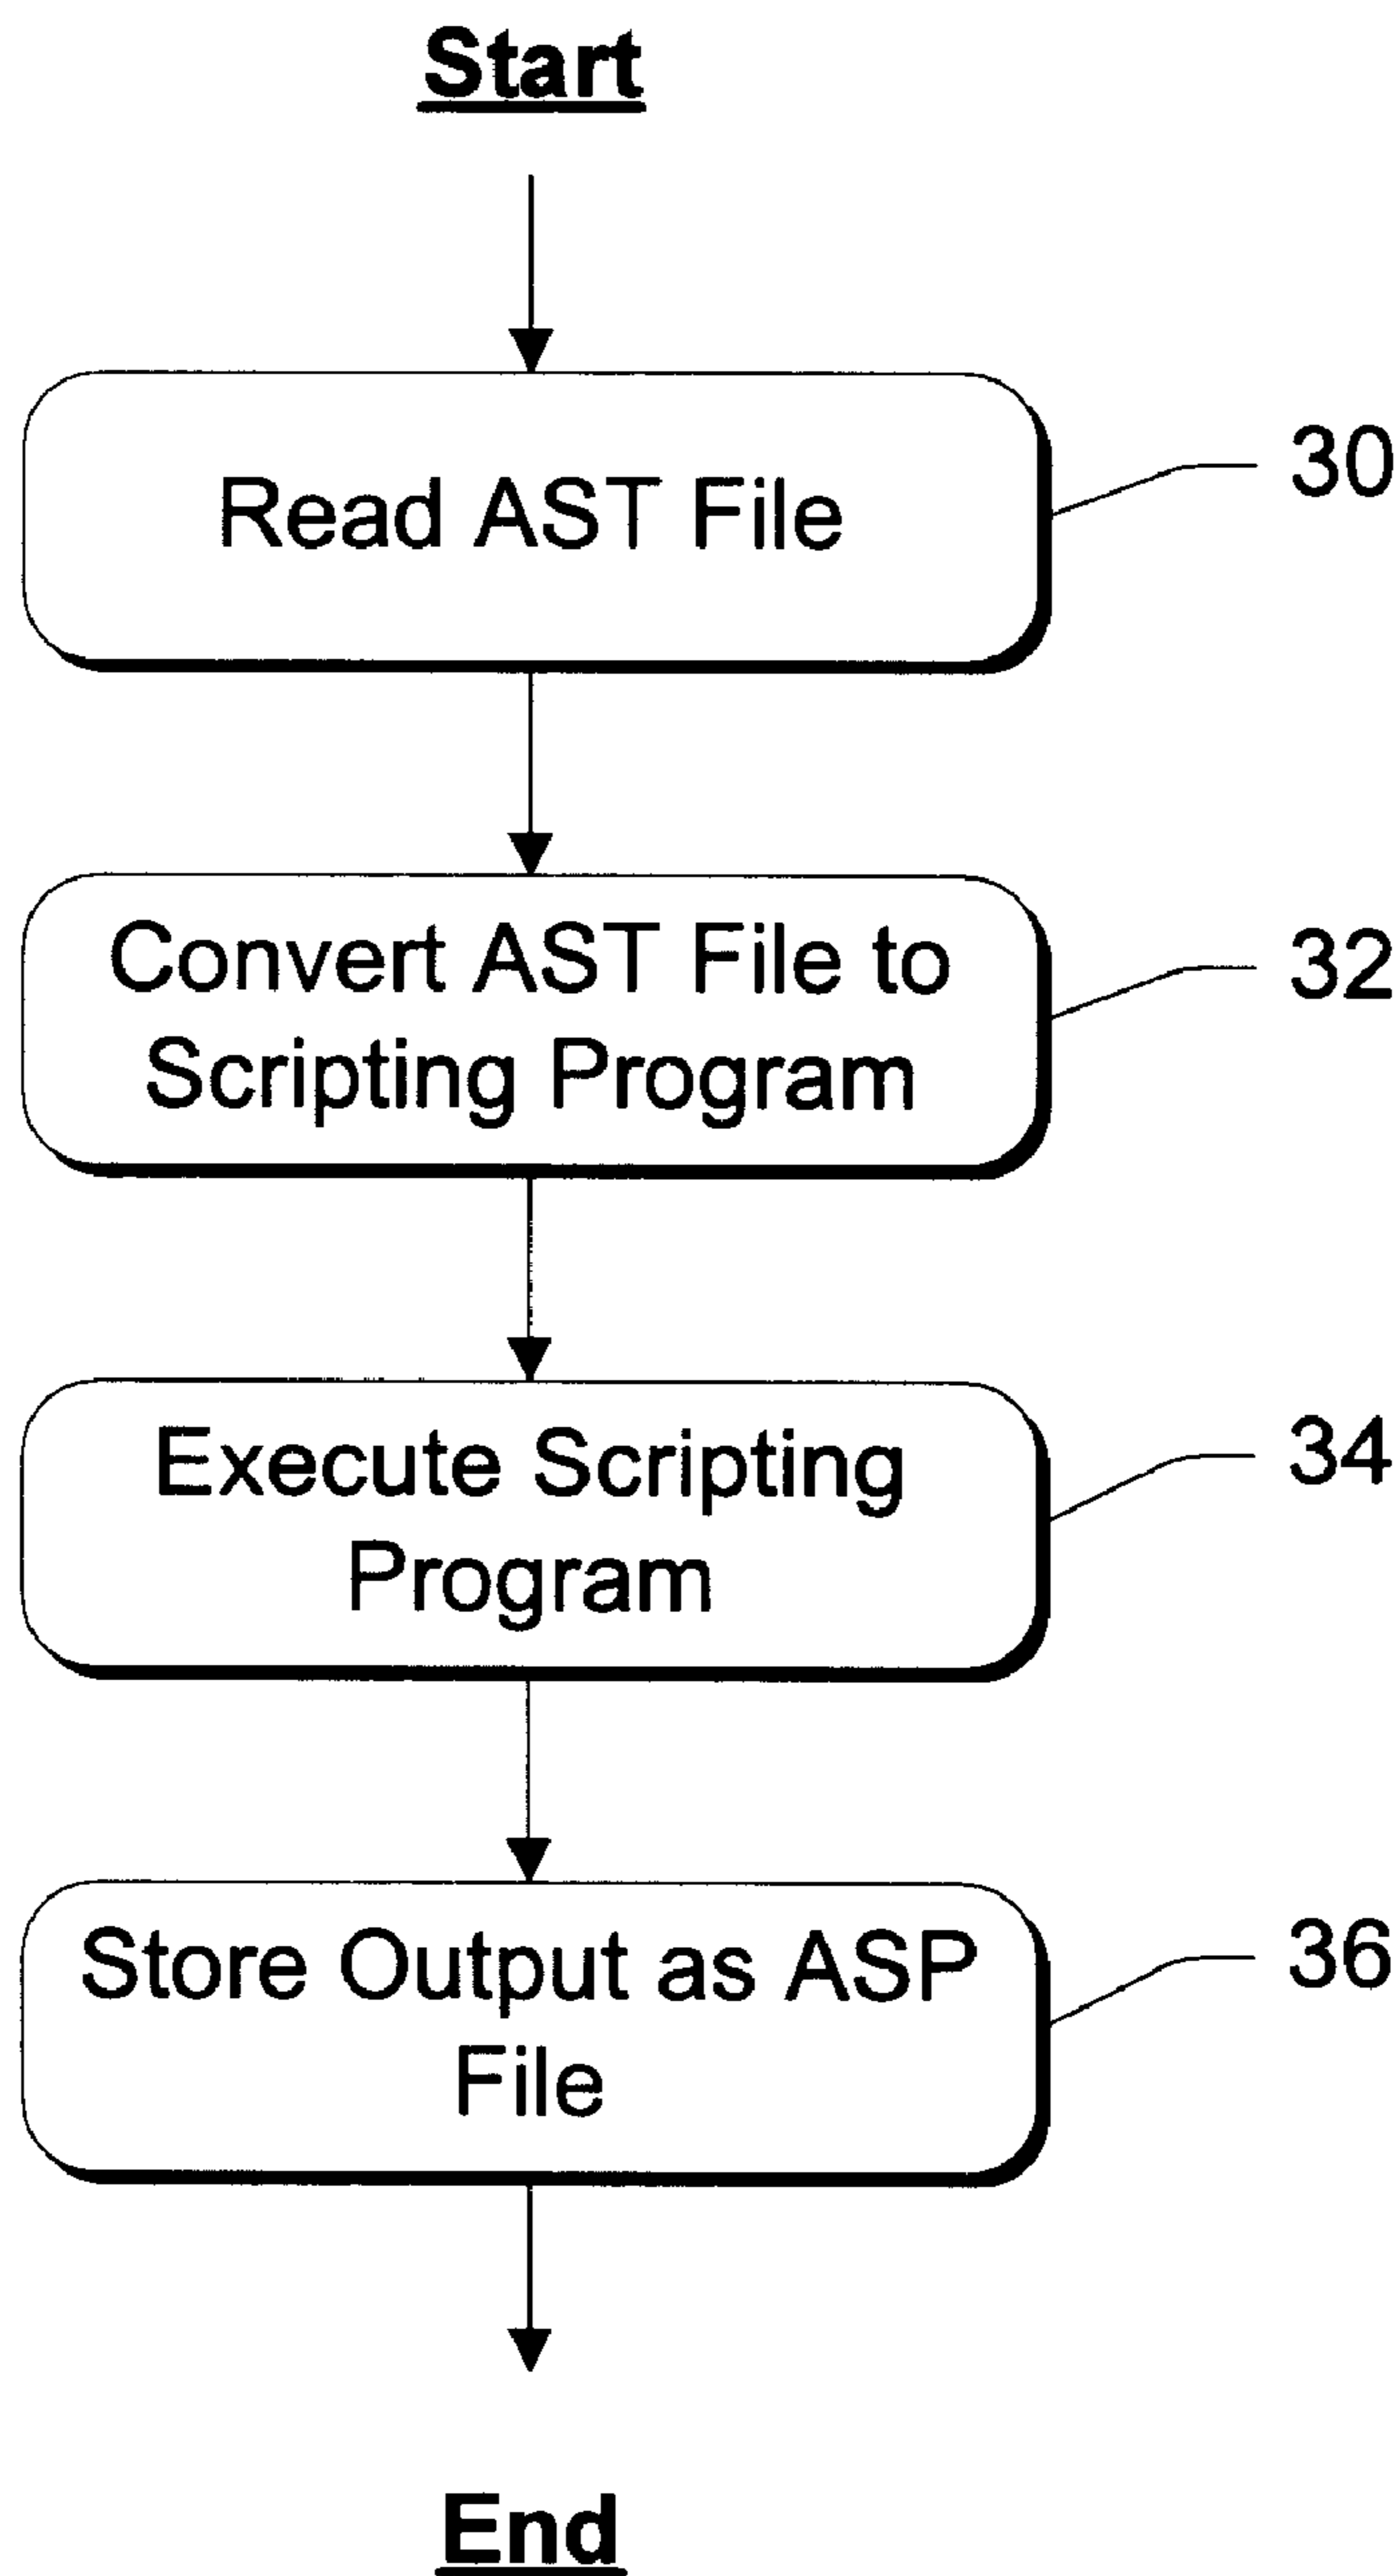 Start
Read AST File
30
Convert AST File to
Scripting Program
32
Execute Scripting
Program
34
Store Output as ASP
File
36
End